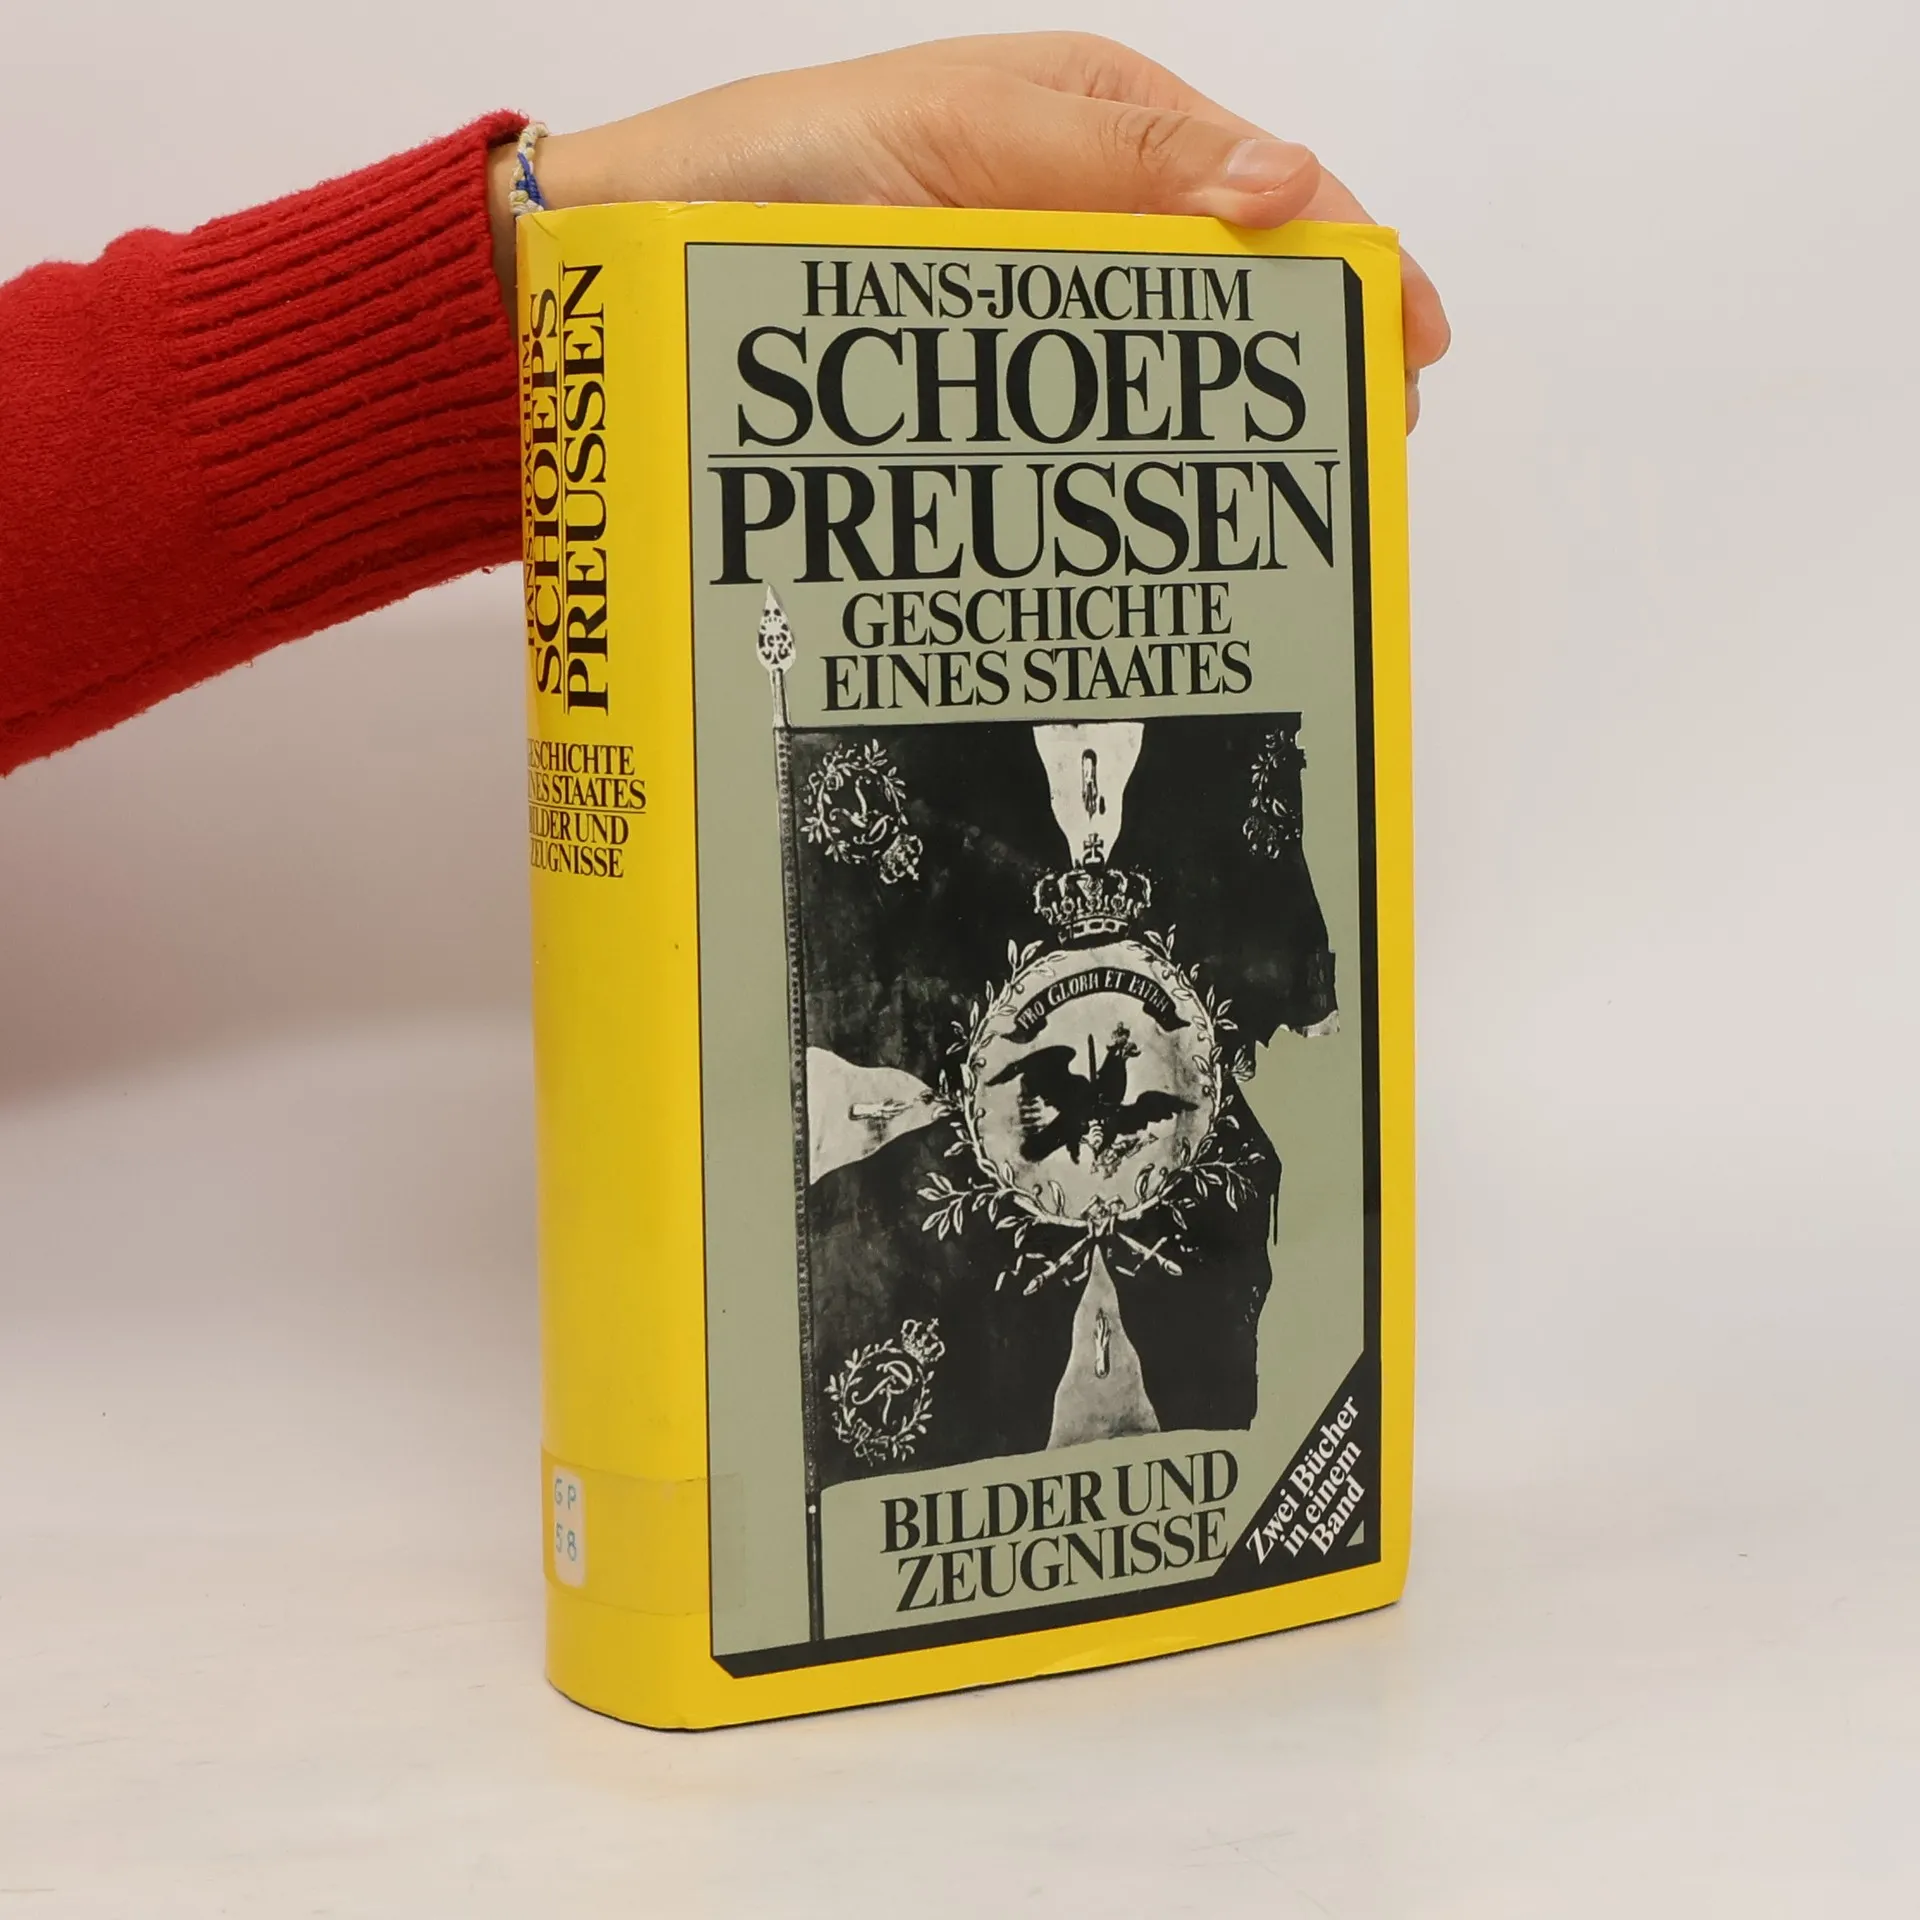 HANS-JOACHIM
SCHOEPS
PREUSSEN
GESCHICHTE
EINES STAATES
PRO GLORIA ET PATRIA
BILDER UND
ZEUGNISSE
Zwei Bücher
in einem
Band
HANS-JOACHIM
SCHOEPS
PREUSSEN
GESCHICHTE
EINES STAATES
BILDER UND
ZEUGNISSE
GP
58